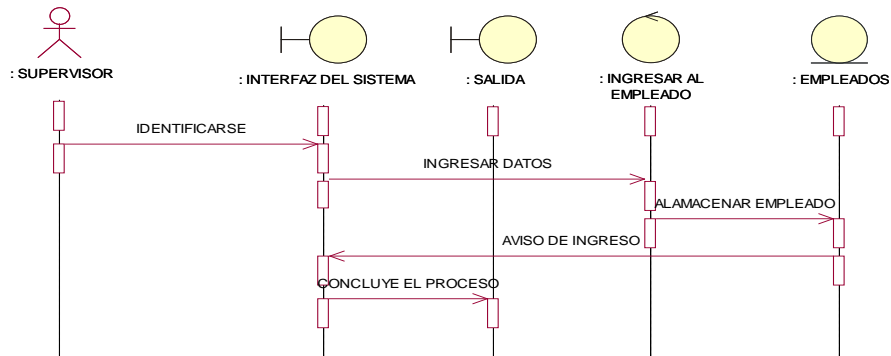 : SUPERVISOR
: INTERFAZ DEL SISTEMA
: SALIDA
: INGRESAR AL
EMPLEADO
: EMPLEADOS
IDENTIFICARSE
INGRESAR DATOS
ALAMACENAR EMPLEADO
AVISO DE INGRESO
CONCLUYE EL PROCESO